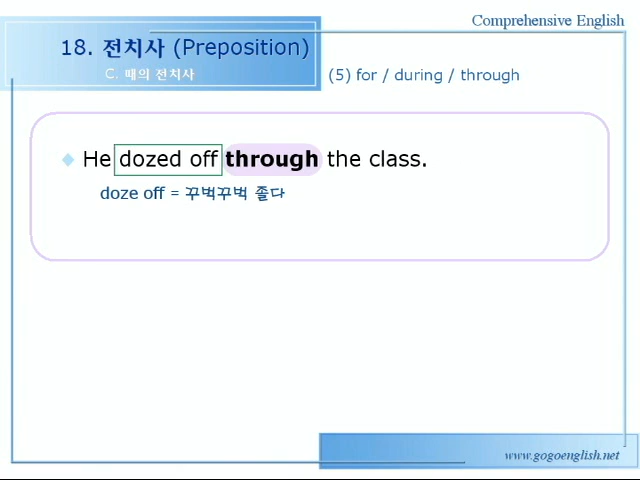 Comprehensive English
18. 전치사 (Preposition)
C. 때의 전치사
(5) for / during / through
He dozed off through the class.
doze off = 꾸벅꾸벅 졸다
www.gogoenglish.net